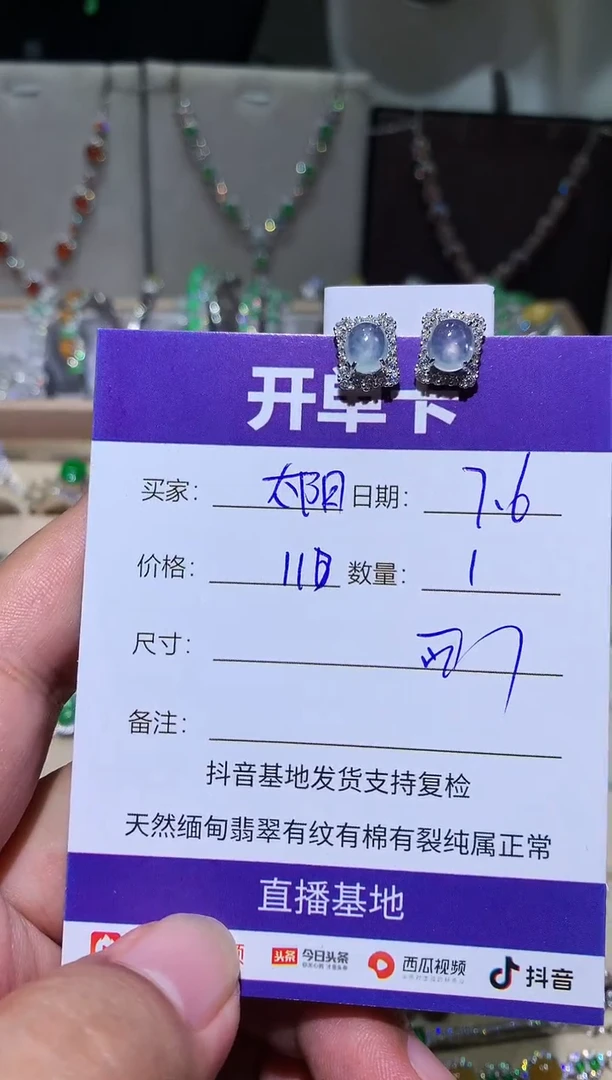 开单卡
买家：太阳 日期：7.6
价格： 数量：1
尺寸：
备注：
抖音基地发货支持复检
天然缅甸翡翠有纹有棉有裂纯属正常
直播基地
头条 今日头条 西瓜视频 抖音